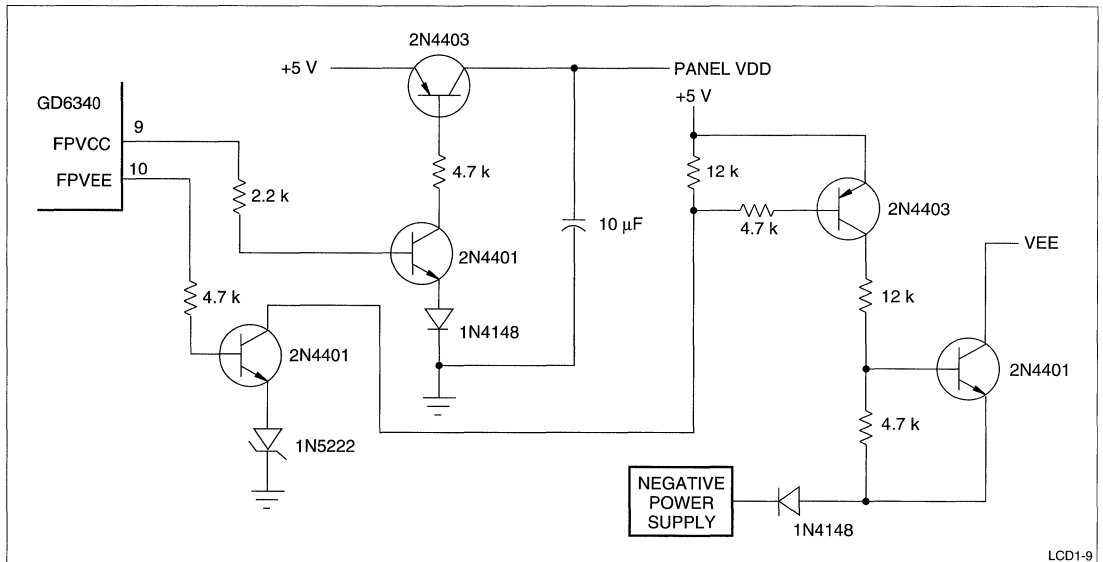 2N4403
+5 V
PANEL VDD
+5 V
GD6340
9
FPVCC
10
FPVEE
2.2 k
4.7 k
12 k
10 µF
4.7 k
2N4403
2N4401
VEE
4.7 k
1N4148
12 k
2N4401
2N4401
1N5222
4.7 k
NEGATIVE
POWER
SUPPLY
1N4148
LCD1-9